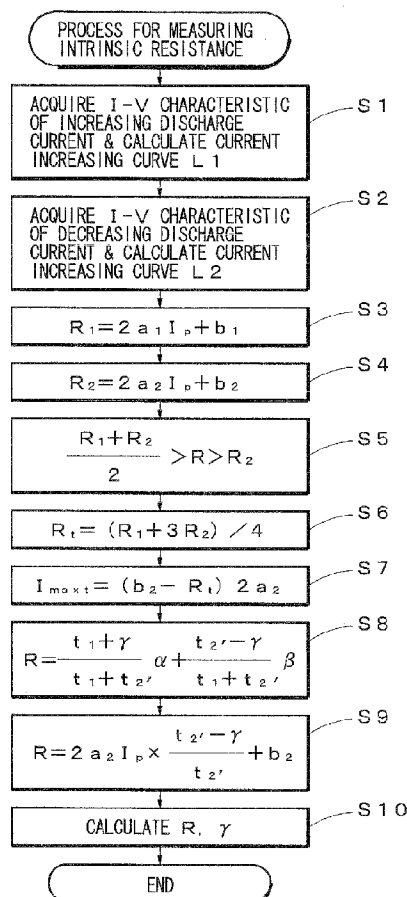 PROCESS FOR MEASURING
INTRINSIC RESISTANCE
ACQUIRE I-V CHARACTERISTIC
OF INCREASING DISCHARGE
CURRENT & CALCULATE CURRENT
INCREASING CURVE L1
S1
ACQUIRE I-V CHARACTERISTIC
OF DECREASING DISCHARGE
CURRENT & CALCULATE CURRENT
INCREASING CURVE L2
S2
R₁=2a₁Iₚ+b₁
S3
R₂=2a₂Iₚ+b₂
S4
(R₁+R₂)/2 >R>R₂
S5
Rₜ=(R₁+3R₂)/4
S6
Iₘₐₓₜ=(b₂−Rₜ)2a₂
S7
R=(t₁+γ)/(t₁+t₂′) α+(t₂′−γ)/(t₁+t₂′) β
S8
R=2a₂Iₚ×(t₂′−γ)/t₂′+b₂
S9
CALCULATE R, γ
S10
END